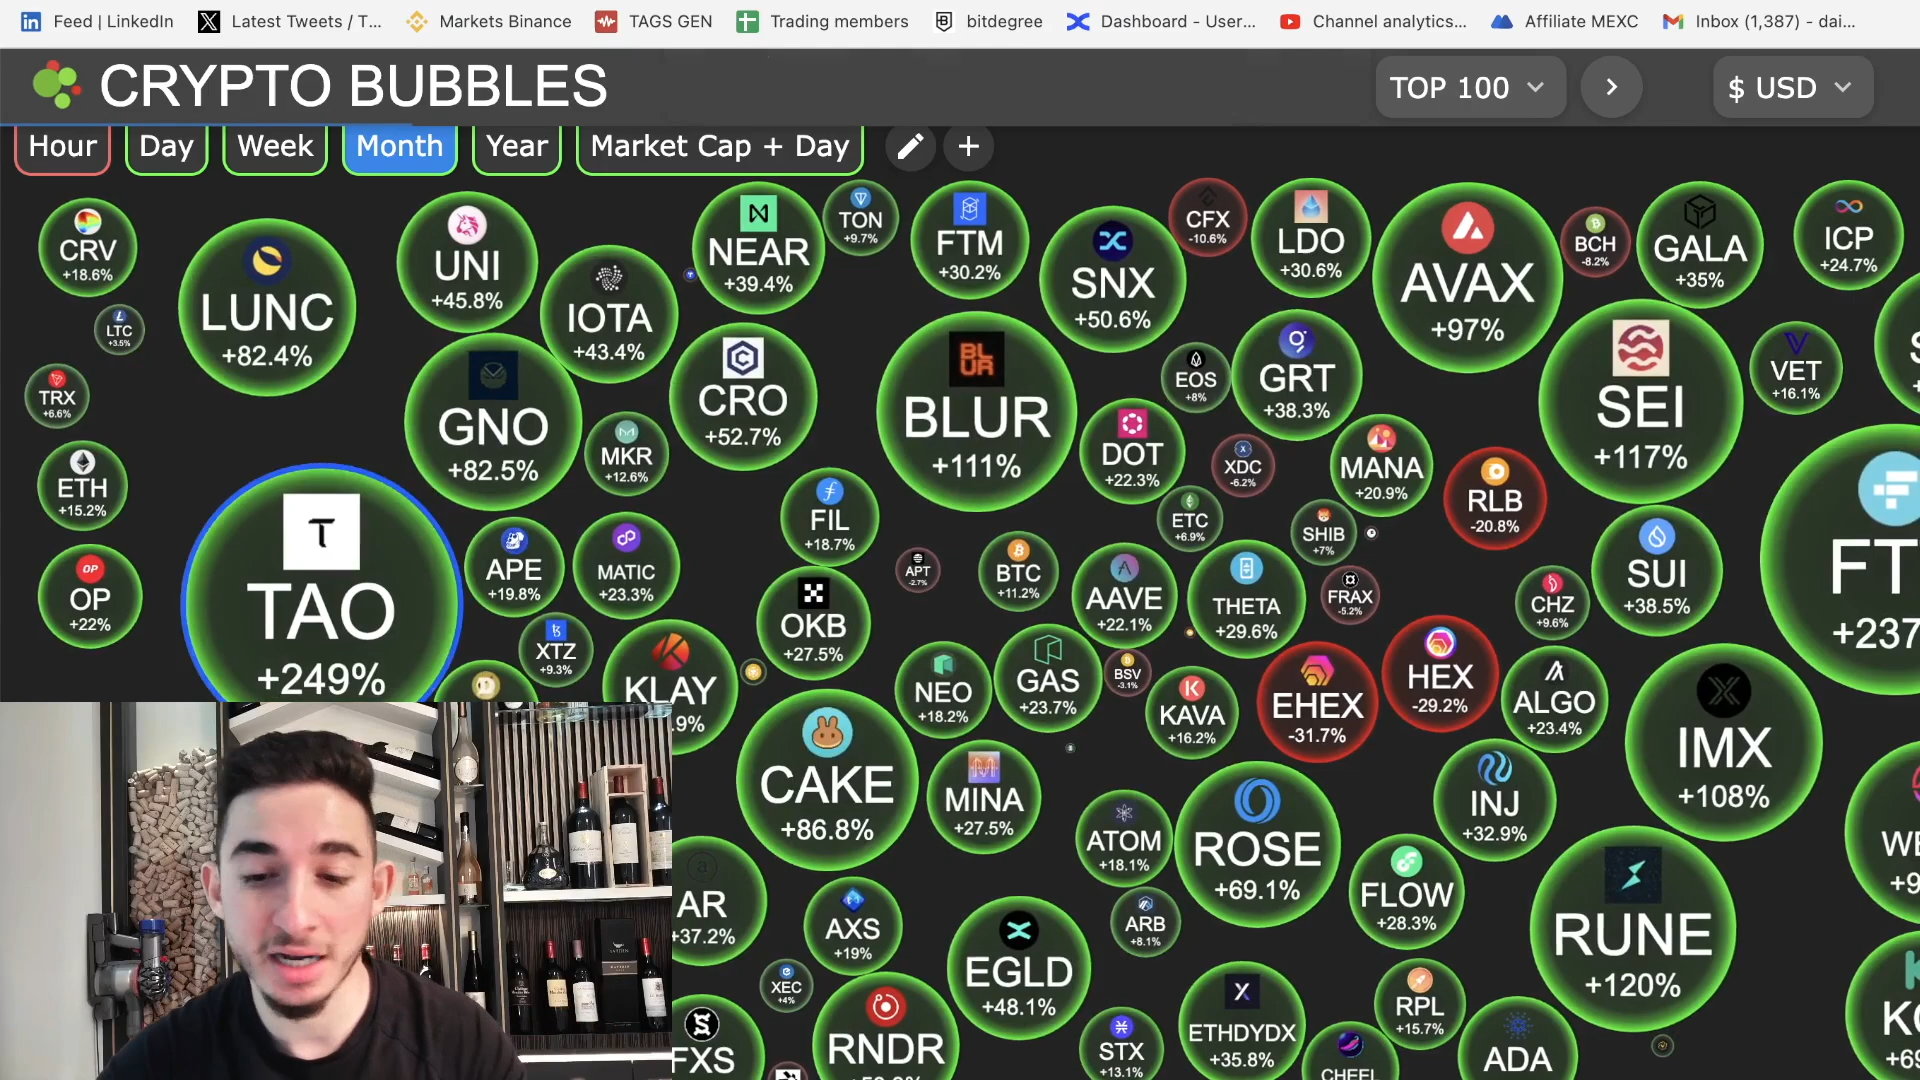 Feed | LinkedIn
Latest Tweets / T...
Markets Binance
TAGS GEN
Trading members
bitdegree
Dashboard - User...
Channel analytics...
Affiliate MEXC
Inbox (1,387) - dai...
CRYPTO BUBBLES
TOP 100
$ USD
Hour
Day
Week
Month
Year
Market Cap + Day
CRV
+18.6%
LTC
+3.5%
TRX
+6.6%
ETH
+15.2%
OP
OP
+22%
LUNC
+82.4%
TAO
+249%
UNI
+45.8%
IOTA
+43.4%
GNO
+82.5%
MKR
+12.6%
APE
+19.8%
MATIC
+23.3%
XTZ
+9.3%
KLAY
.9%
NEAR
+39.4%
TON
+9.7%
CRO
+52.7%
FIL
+18.7%
OKB
+27.5%
CAKE
+86.8%
AR
+37.2%
AXS
+19%
XEC
+4%
FXS
RNDR
FTM
+30.2%
SNX
+50.6%
BL
UR
BLUR
+111%
APT
-2.7%
BTC
+11.2%
NEO
+18.2%
GAS
+23.7%
MINA
+27.5%
EGLD
+48.1%
CFX
-10.6%
LDO
+30.6%
EOS
+8%
GRT
+38.3%
DOT
+22.3%
XDC
-6.2%
ETC
+6.9%
AAVE
+22.1%
THETA
+29.6%
BSV
-3.1%
KAVA
+16.2%
ATOM
+18.1%
ROSE
+69.1%
ARB
+8.1%
STX
+13.1%
ETHDYDX
+35.8%
AVAX
+97%
MANA
+20.9%
RLB
-20.8%
SHIB
+7%
FRAX
-5.2%
EHEX
-31.7%
HEX
-29.2%
FLOW
+28.3%
RPL
+15.7%
CHEEL
BCH
-8.2%
GALA
+35%
ICP
+24.7%
SEI
+117%
VET
+16.1%
SUI
+38.5%
CHZ
+9.6%
ALGO
+23.4%
INJ
+32.9%
IMX
+108%
RUNE
+120%
ADA
FT
+237
WE
+9
KC
+69